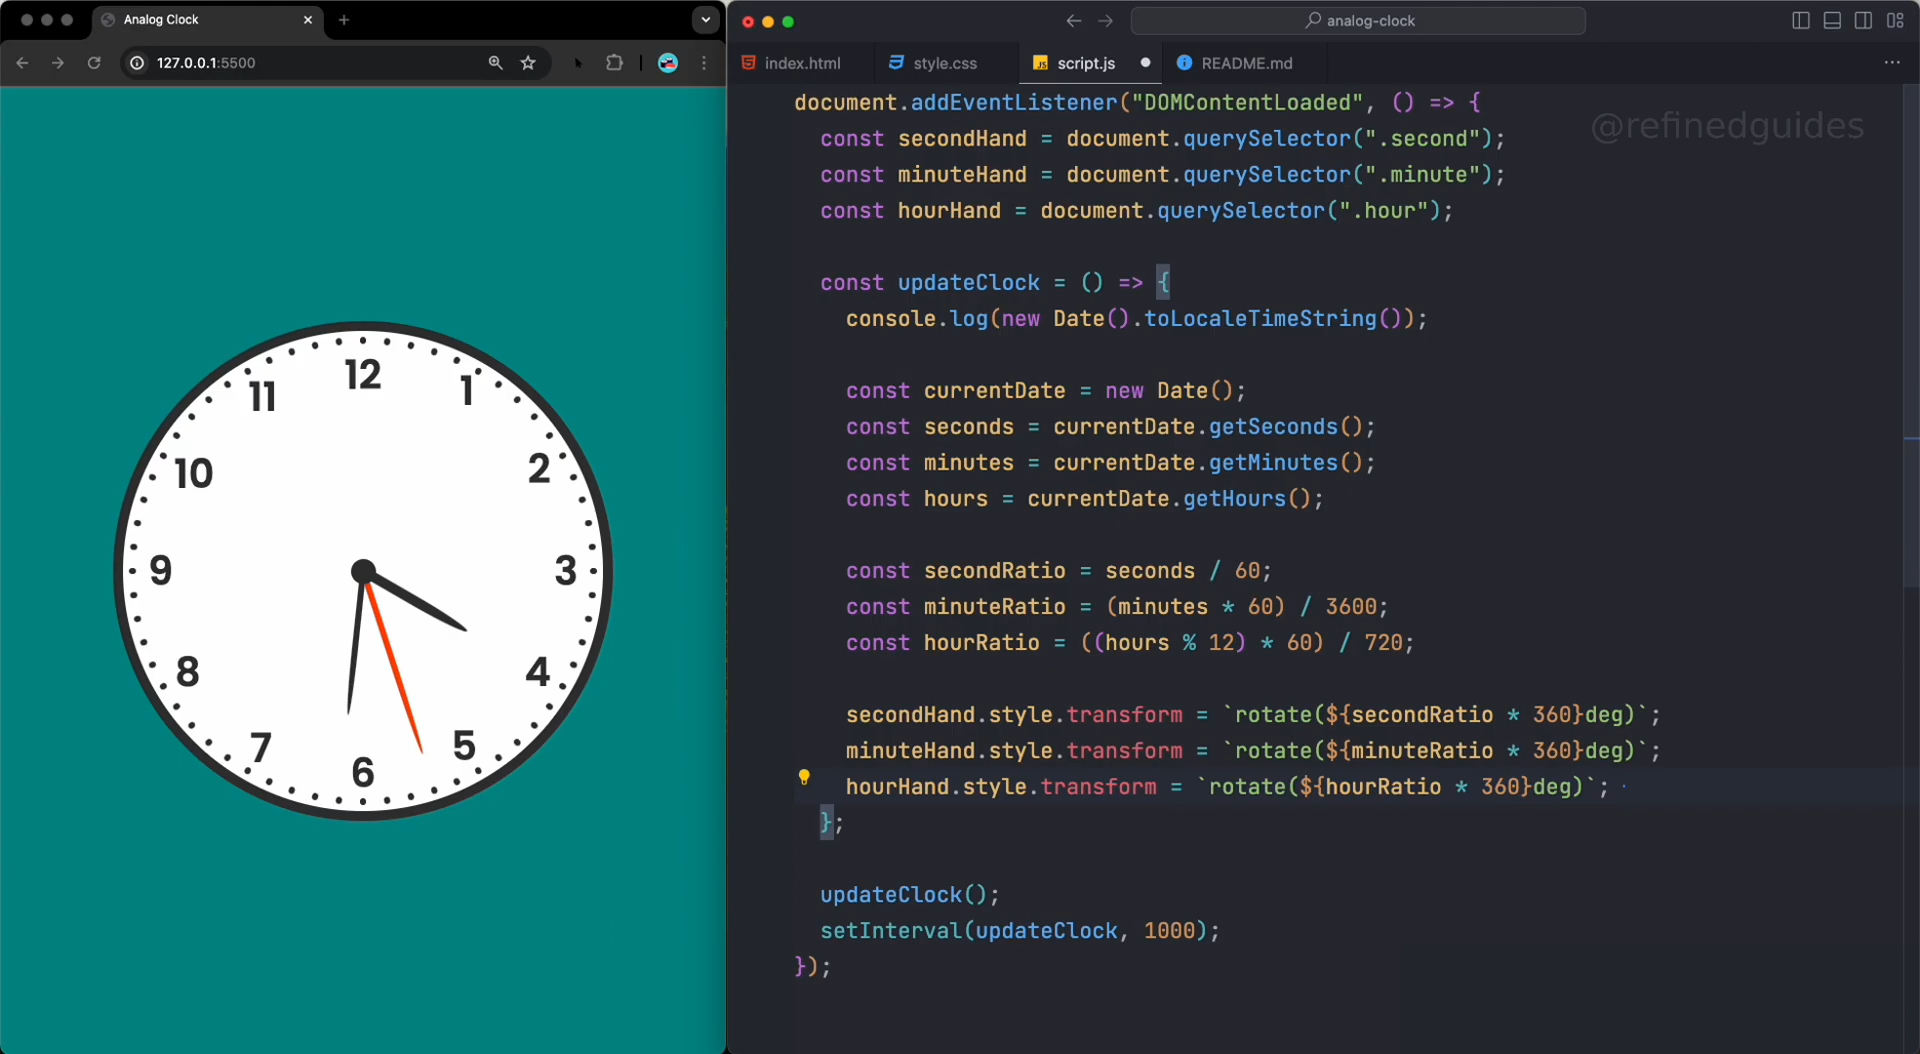 Analog Clock
127.0.0.1:5500
12
1
2
3
4
5
6
7
8
9
10
11
analog-clock
index.html
style.css
JS script.js
README.md
@refinedguides
document.addEventListener("DOMContentLoaded", () => {
  const secondHand = document.querySelector(".second");
  const minuteHand = document.querySelector(".minute");
  const hourHand = document.querySelector(".hour");
  const updateClock = () => {
    console.log(new Date().toLocaleTimeString());
    const currentDate = new Date();
    const seconds = currentDate.getSeconds();
    const minutes = currentDate.getMinutes();
    const hours = currentDate.getHours();
    const secondRatio = seconds / 60;
    const minuteRatio = (minutes * 60) / 3600;
    const hourRatio = ((hours % 12) * 60) / 720;
    secondHand.style.transform = `rotate(${secondRatio * 360}deg)`;
    minuteHand.style.transform = `rotate(${minuteRatio * 360}deg)`;
    hourHand.style.transform = `rotate(${hourRatio * 360}deg)`;
  };
  updateClock();
  setInterval(updateClock, 1000);
});